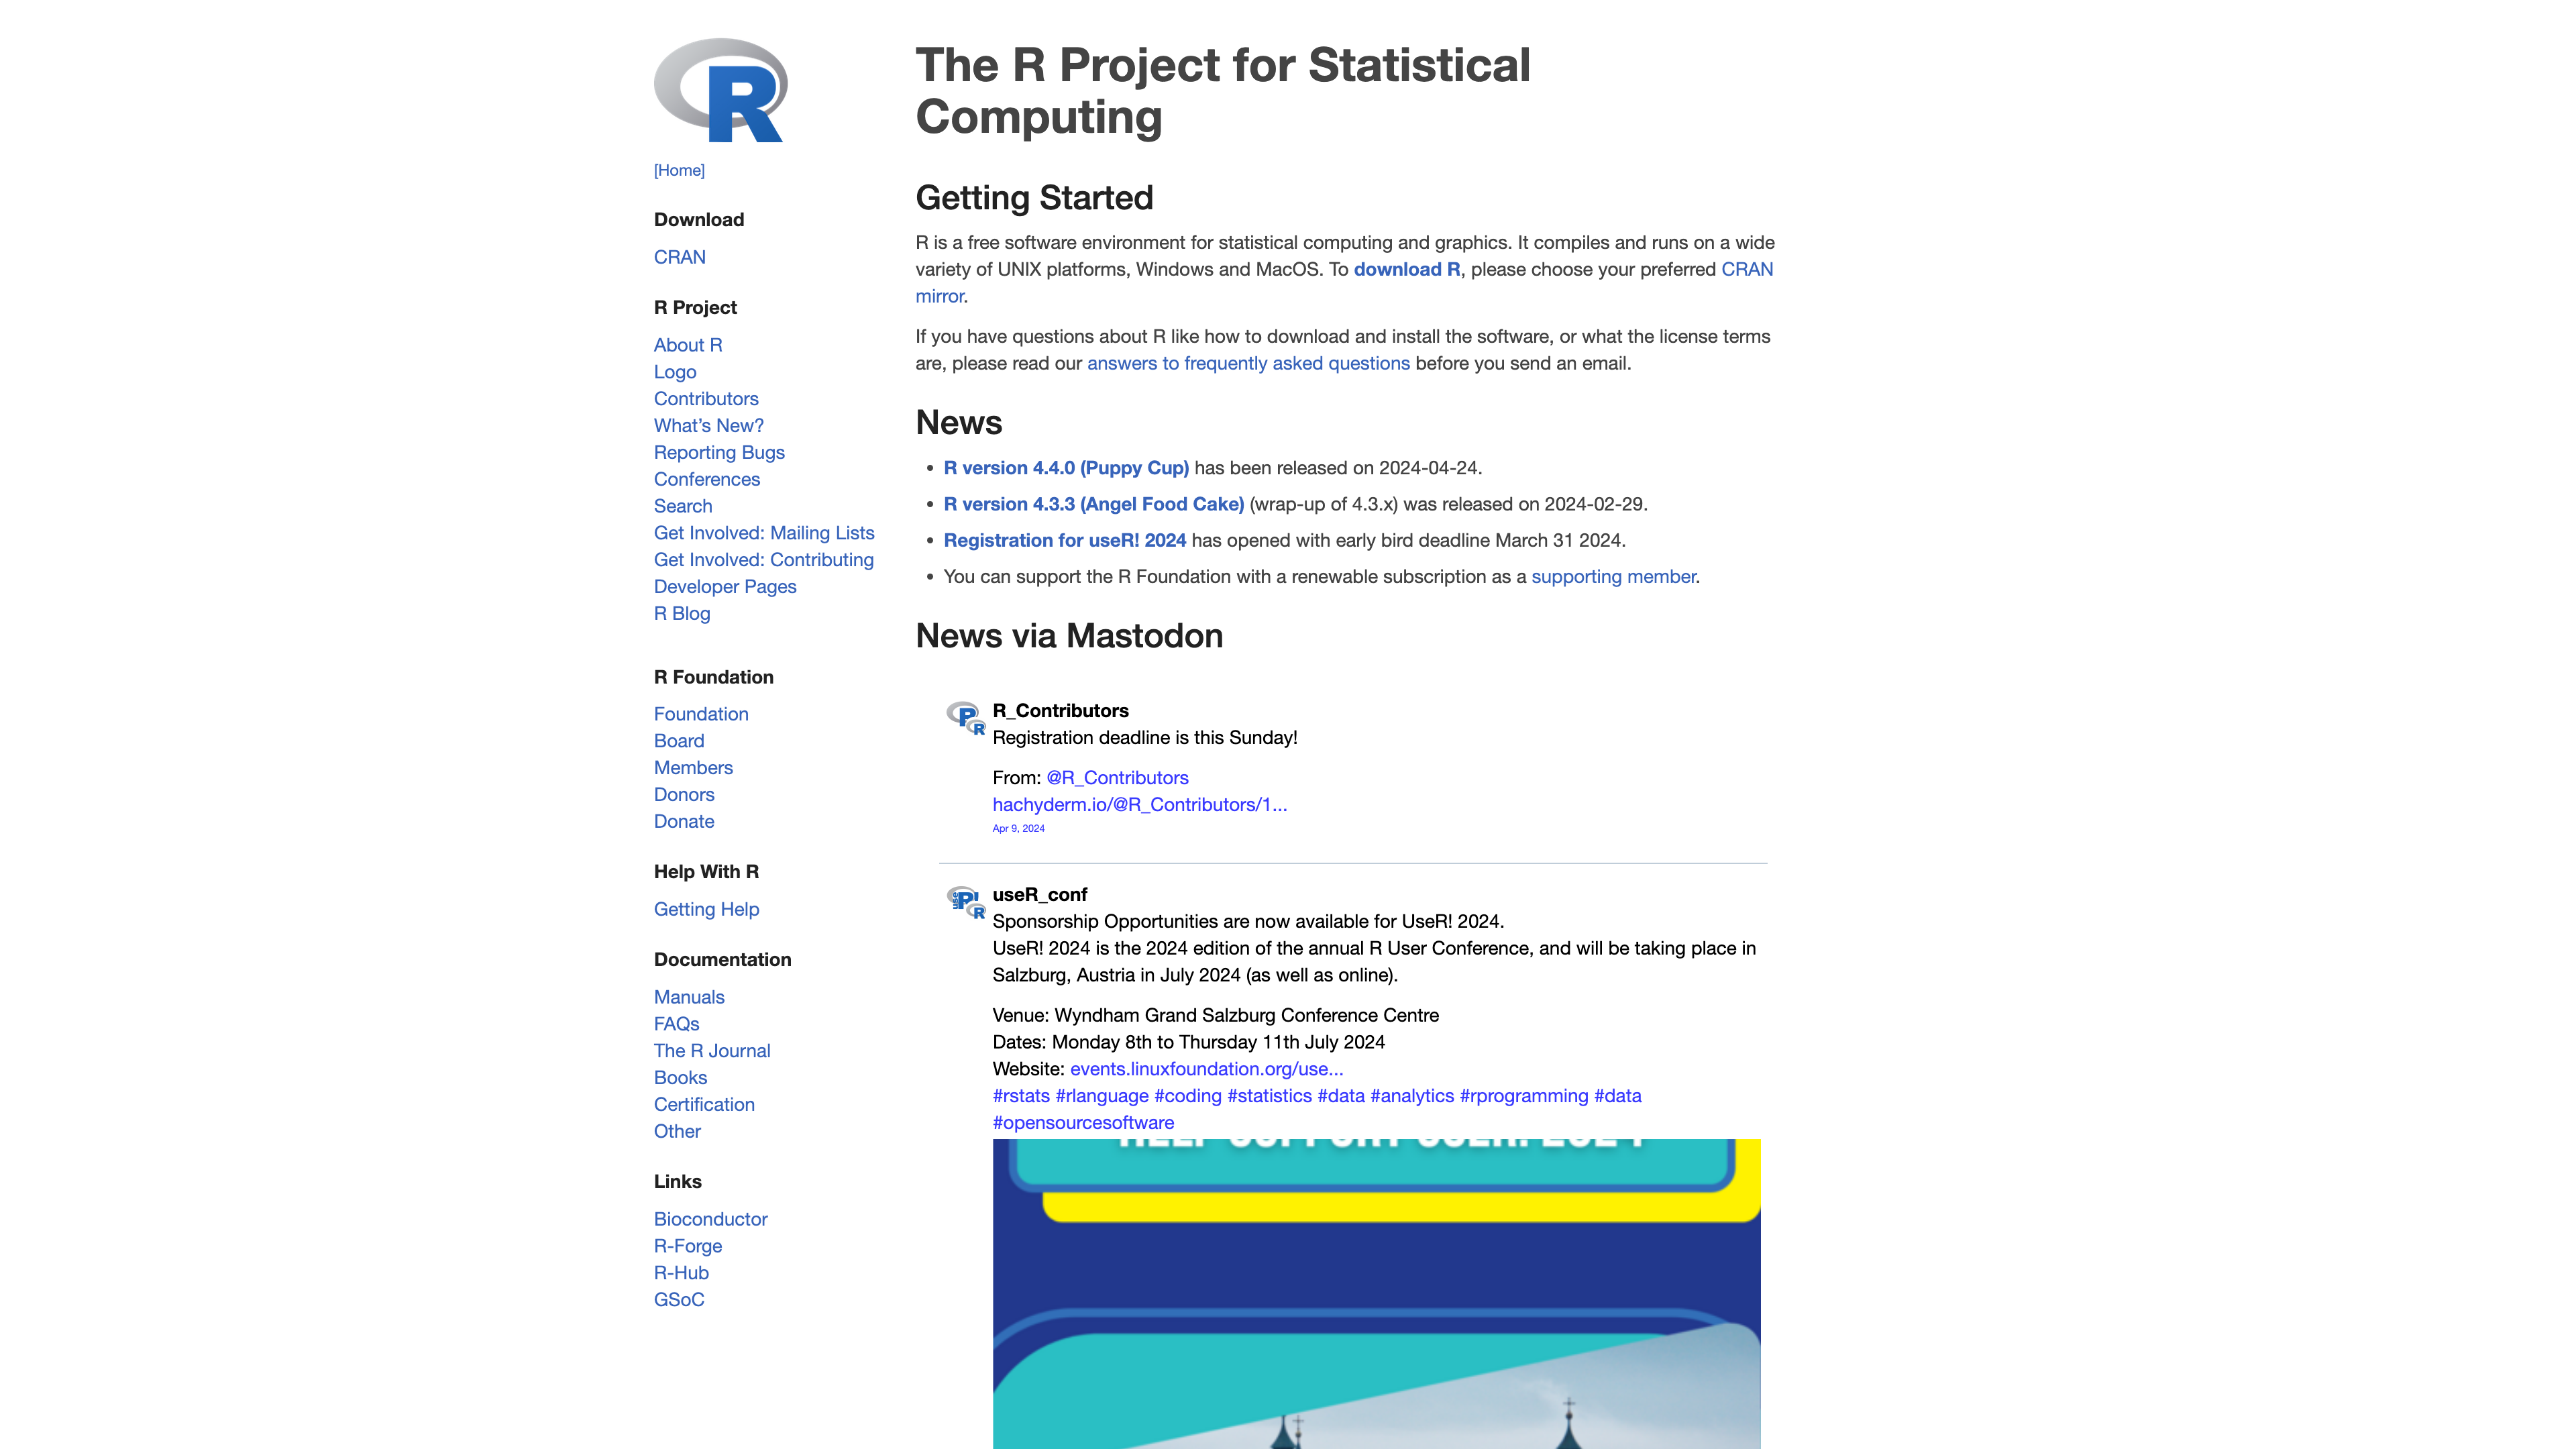 R
[Home]
Download
CRAN
R Project
About R
Logo
Contributors
What’s New?
Reporting Bugs
Conferences
Search
Get Involved: Mailing Lists
Get Involved: Contributing
Developer Pages
R Blog
R Foundation
Foundation
Board
Members
Donors
Donate
Help With R
Getting Help
Documentation
Manuals
FAQs
The R Journal
Books
Certification
Other
Links
Bioconductor
R-Forge
R-Hub
GSoC
The R Project for Statistical
Computing
Getting Started
R is a free software environment for statistical computing and graphics. It compiles and runs on a wide
variety of UNIX platforms, Windows and MacOS. To download R, please choose your preferred CRAN
mirror.
If you have questions about R like how to download and install the software, or what the license terms
are, please read our answers to frequently asked questions before you send an email.
News
• R version 4.4.0 (Puppy Cup) has been released on 2024-04-24.
• R version 4.3.3 (Angel Food Cake) (wrap-up of 4.3.x) was released on 2024-02-29.
• Registration for useR! 2024 has opened with early bird deadline March 31 2024.
• You can support the R Foundation with a renewable subscription as a supporting member.
News via Mastodon
R_Contributors
Registration deadline is this Sunday!
From: @R_Contributors
hachyderm.io/@R_Contributors/1...
Apr 9, 2024
useR_conf
Sponsorship Opportunities are now available for UseR! 2024.
UseR! 2024 is the 2024 edition of the annual R User Conference, and will be taking place in
Salzburg, Austria in July 2024 (as well as online).
Venue: Wyndham Grand Salzburg Conference Centre
Dates: Monday 8th to Thursday 11th July 2024
Website: events.linuxfoundation.org/use...
#rstats #rlanguage #coding #statistics #data #analytics #rprogramming #data
#opensourcesoftware